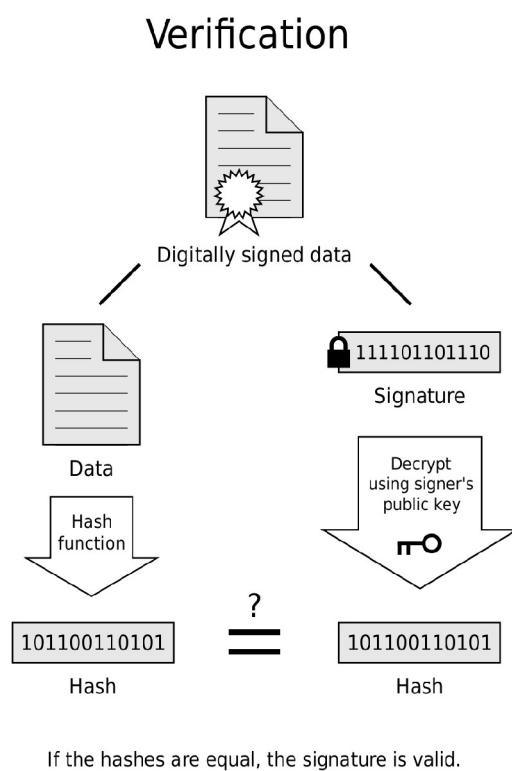 Verification
Digitally signed data
111101101110
Signature
Data
Decrypt
using signer's
public key
Hash
function
?
101100110101
101100110101
Hash
Hash
If the hashes are equal, the signature is valid.